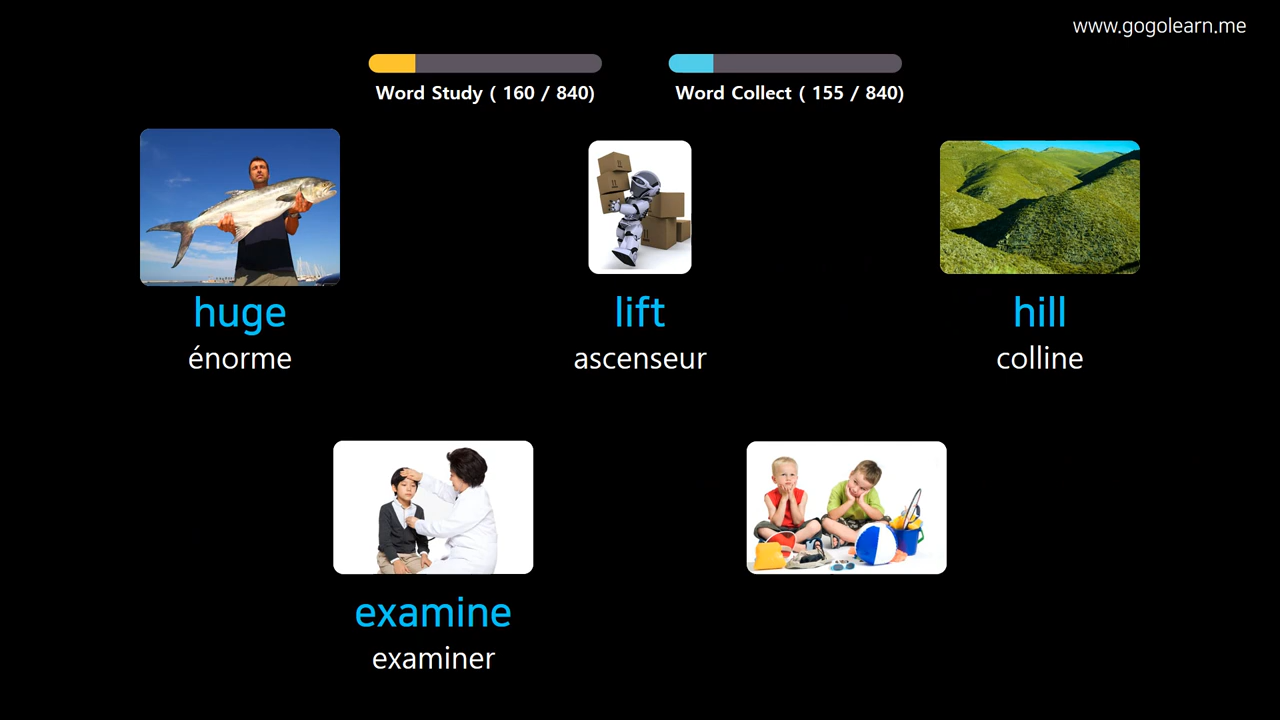 www.gogolearn.me
Word Study ( 160 / 840)
Word Collect ( 155 / 840)
huge
énorme
lift
ascenseur
hill
colline
examine
examiner